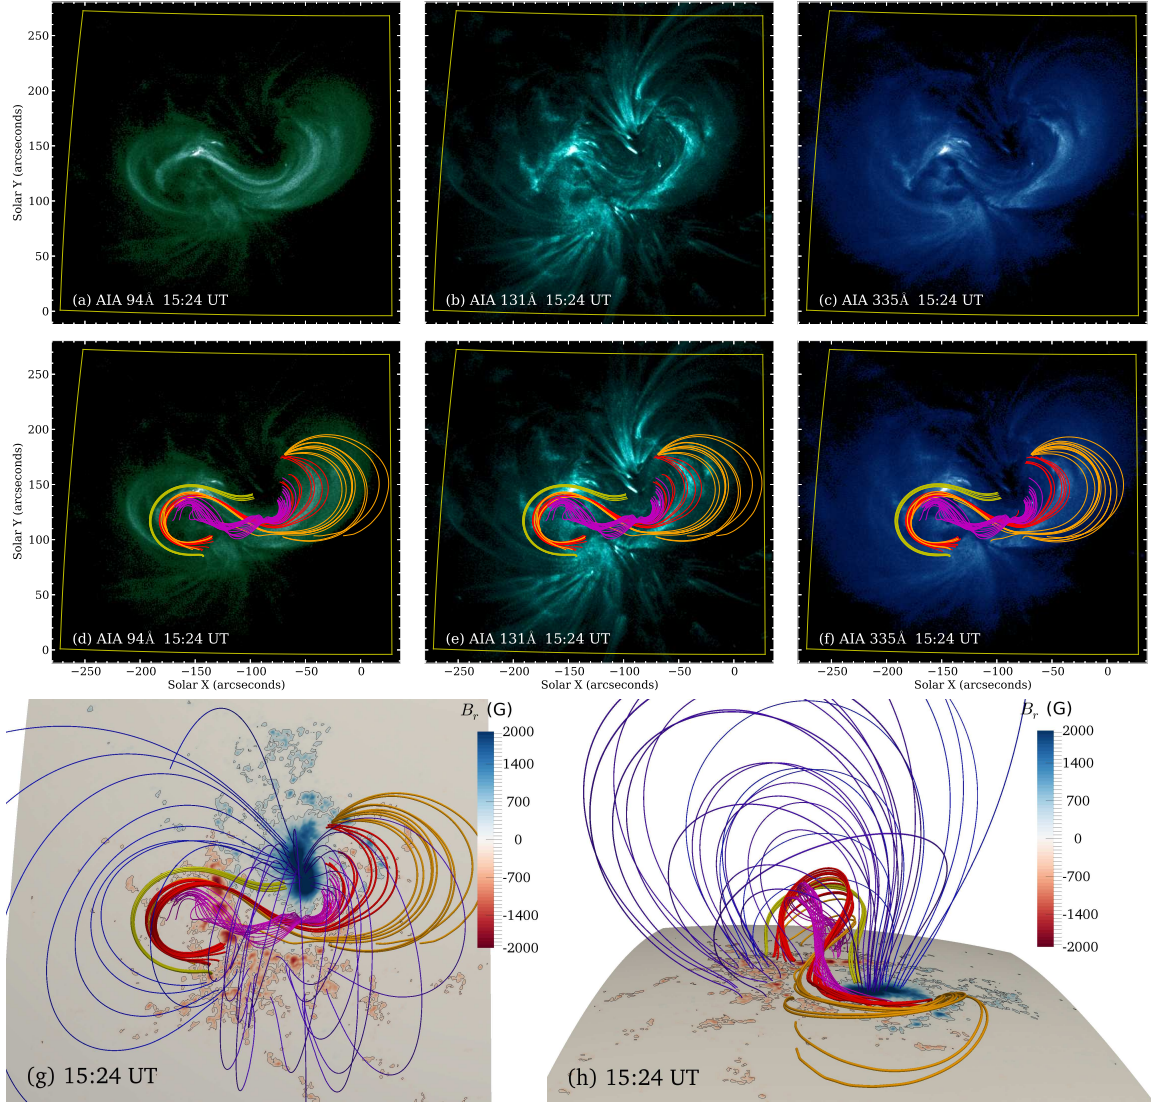 250
200
150
100
50
0
Solar Y (arcseconds)
(a) AIA 94Å 15:24 UT
(b) AIA 131Å 15:24 UT
(c) AIA 335Å 15:24 UT
250
200
150
100
50
0
Solar Y (arcseconds)
(d) AIA 94Å 15:24 UT
(e) AIA 131Å 15:24 UT
(f) AIA 335Å 15:24 UT
−250 −200 −150 −100 −50 0
−250 −200 −150 −100 −50 0
−250 −200 −150 −100 −50 0
Solar X (arcseconds)
Solar X (arcseconds)
Solar X (arcseconds)
Br (G)
2000
1400
700
0
-700
-1400
-2000
(g) 15:24 UT
Br (G)
2000
1400
700
0
-700
-1400
-2000
(h) 15:24 UT